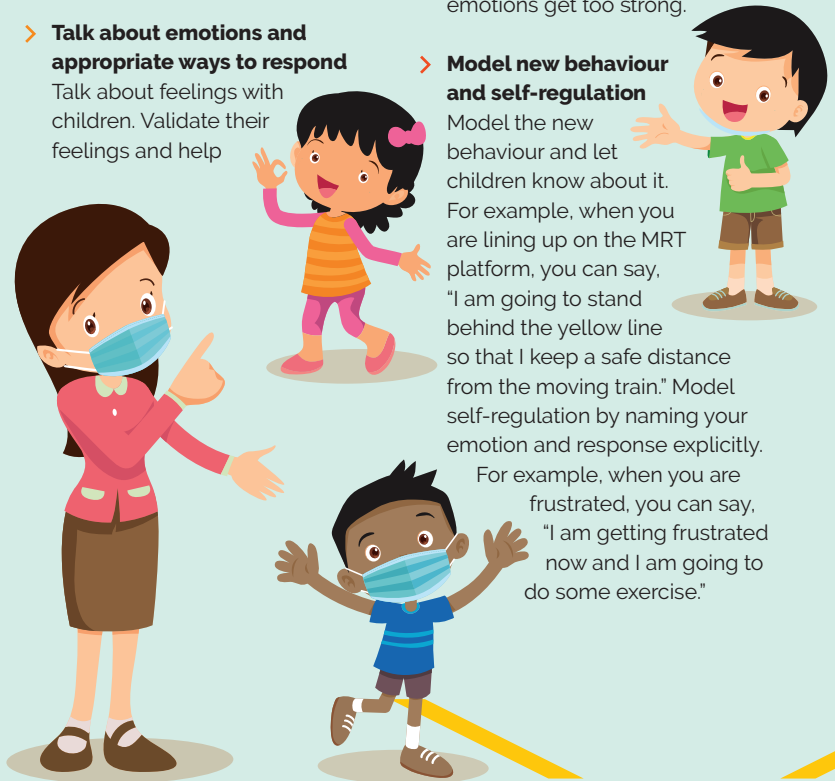 Talk about emotions and
appropriate ways to respond
Talk about feelings with
children. Validate their
feelings and help
emotions get too strong.
Model new behaviour
and self-regulation
Model the new
behaviour and let
children know about it.
For example, when you
are lining up on the MRT
platform, you can say,
“I am going to stand
behind the yellow line
so that I keep a safe distance
from the moving train.” Model
self-regulation by naming your
emotion and response explicitly.
For example, when you are
frustrated, you can say,
“I am getting frustrated
now and I am going to
do some exercise.”